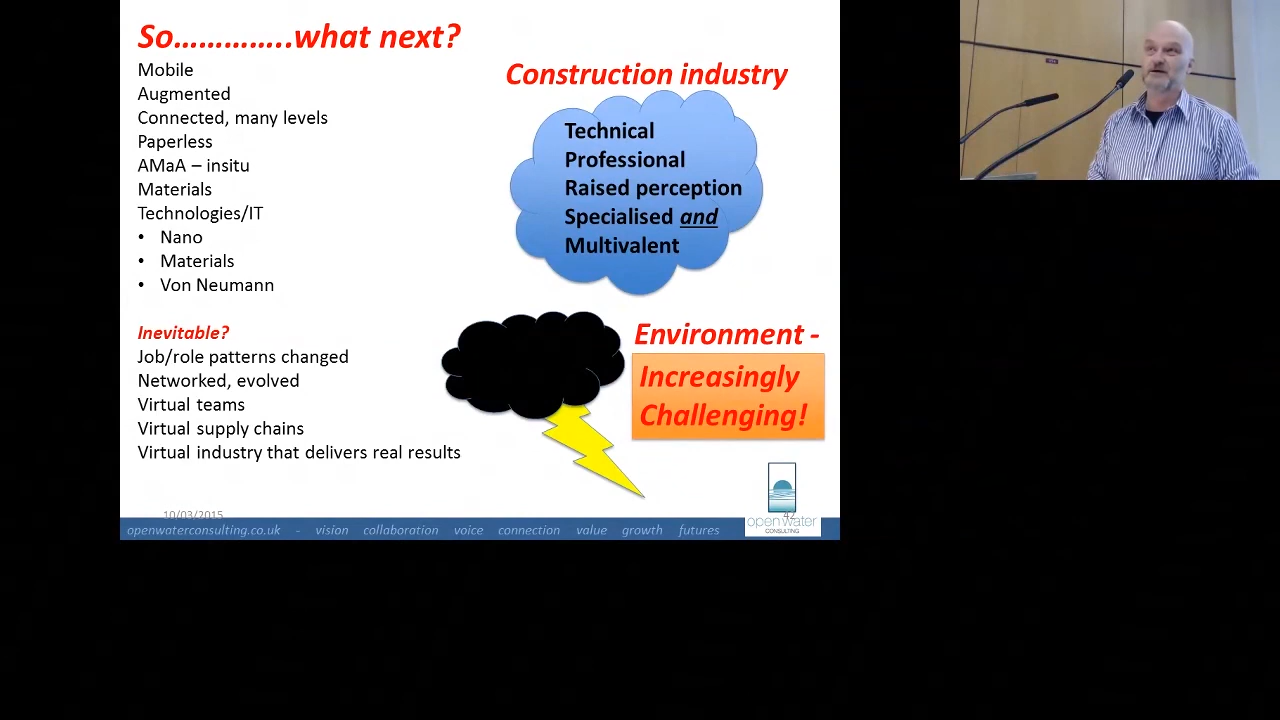 So…………..what next?
Mobile
Augmented
Connected, many levels
Paperless
AMaA – insitu
Materials
Technologies/IT
• Nano
• Materials
• Von Neumann
Inevitable?
Job/role patterns changed
Networked, evolved
Virtual teams
Virtual supply chains
Virtual industry that delivers real results
Construction industry
Technical
Professional
Raised perception
Specialised and
Multivalent
Environment -
Increasingly
Challenging!
10/03/2015
42
openwaterconsulting.co.uk - vision collaboration voice connection value growth futures
open water
CONSULTING